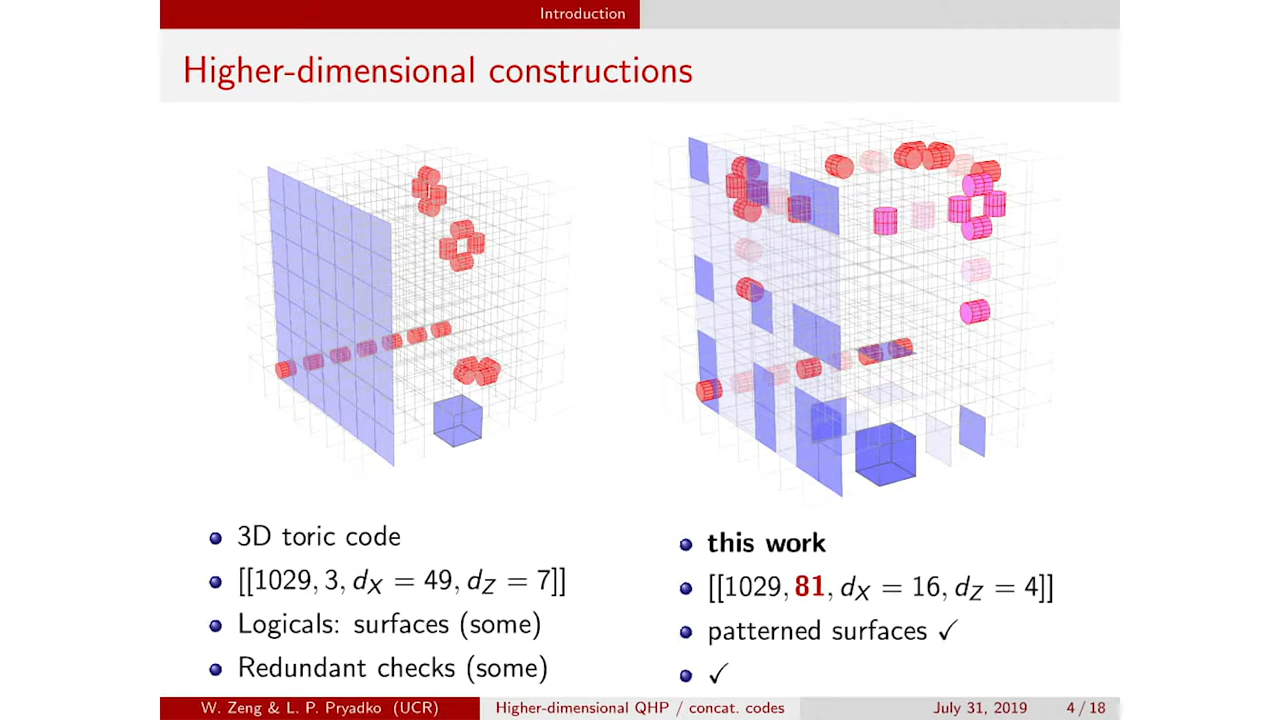 Introduction
Higher-dimensional constructions
3D toric code
[[1029, 3, d_X = 49, d_Z = 7]]
Logicals: surfaces (some)
Redundant checks (some)
this work
[[1029, 81, d_X = 16, d_Z = 4]]
patterned surfaces ✓
✓
W. Zeng & L. P. Pryadko (UCR)
Higher-dimensional QHP / concat. codes
July 31, 2019
4 / 18